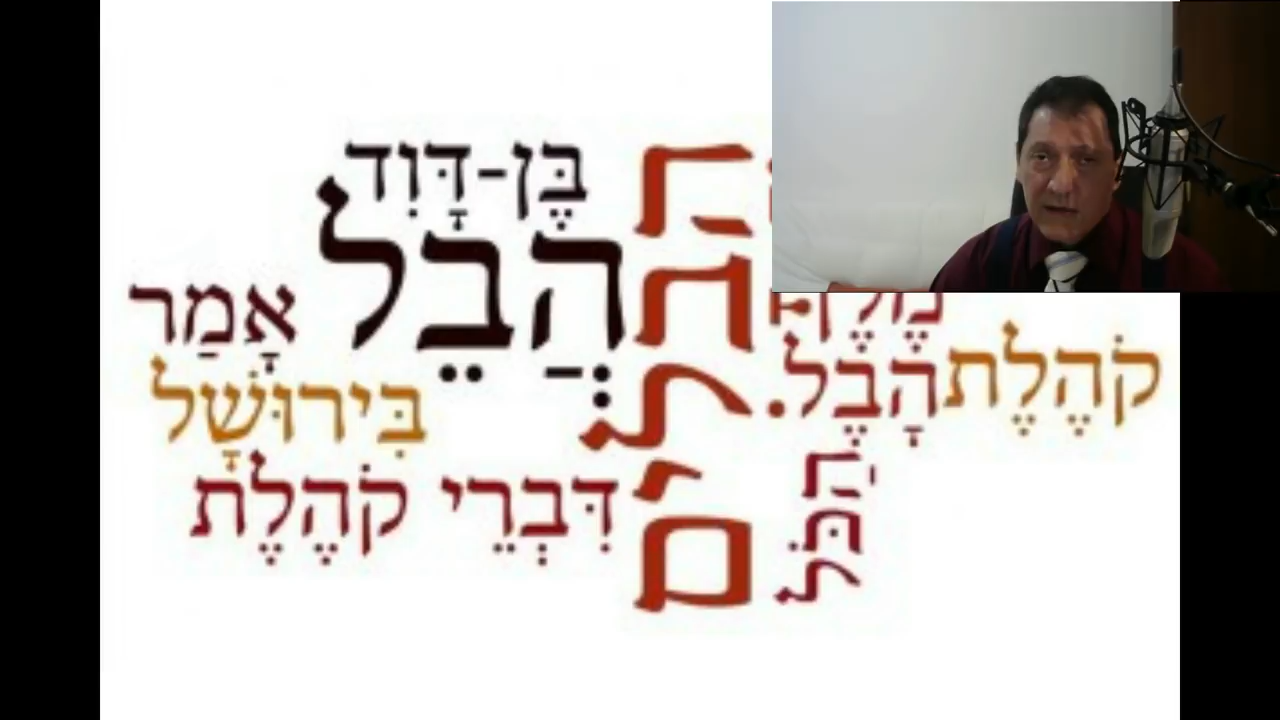 בֶּן-דָּוִד
הֲבֵל
אָמַר
בִּירוּשָׁל
דִּבְרֵי קֹהֶלֶת
מֶלֶךְ
הָבֶל.
קֹהֶלֶת
הַכֹּל